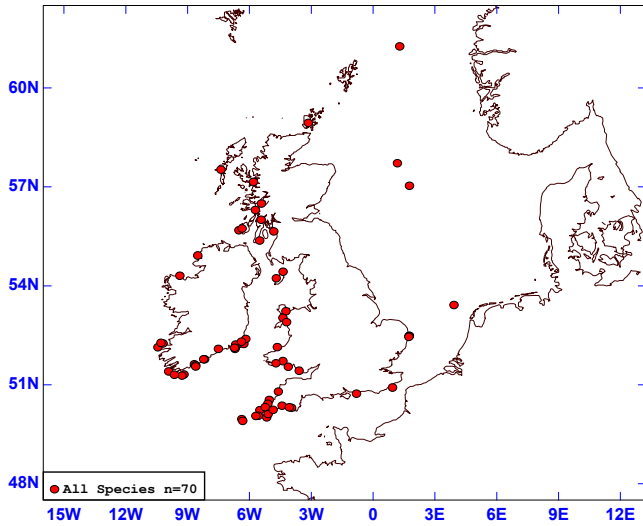 60N
57N
54N
51N
48N
All Species n=70
15W 12W 9W 6W 3W 0 3E 6E 9E 12E